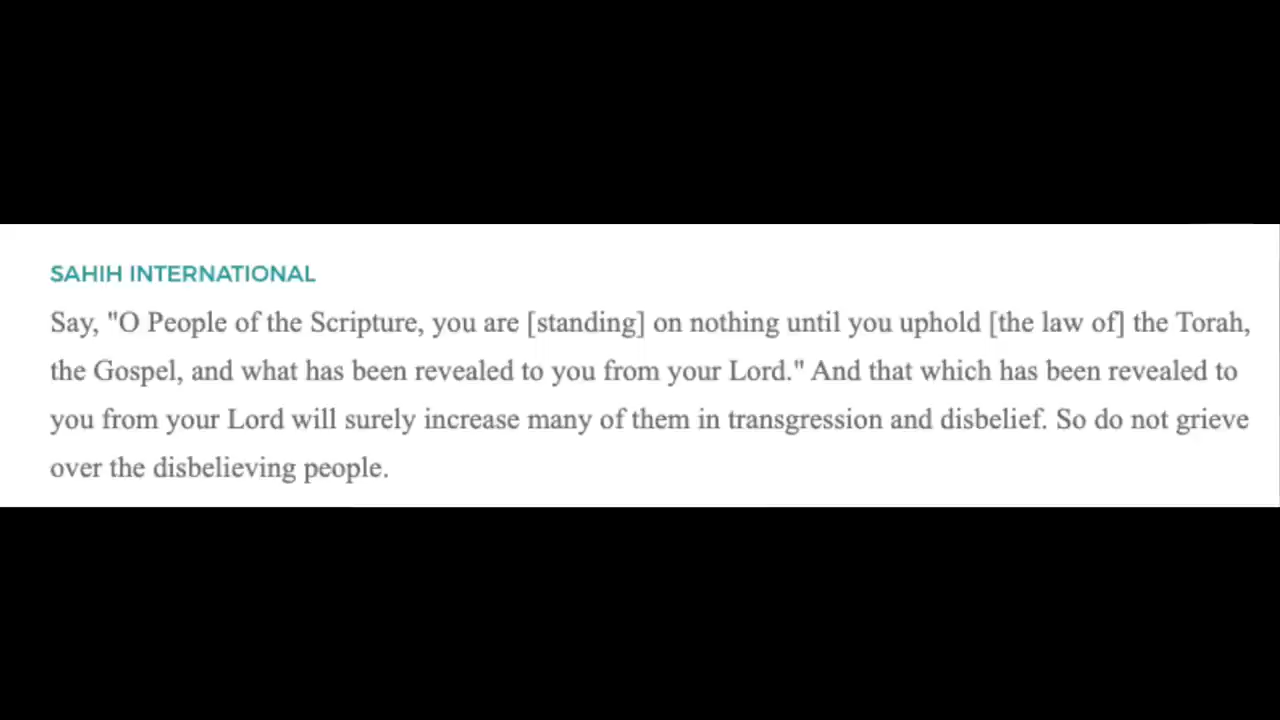 SAHIH INTERNATIONAL
Say, "O People of the Scripture, you are [standing] on nothing until you uphold [the law of] the Torah,
the Gospel, and what has been revealed to you from your Lord." And that which has been revealed to
you from your Lord will surely increase many of them in transgression and disbelief. So do not grieve
over the disbelieving people.